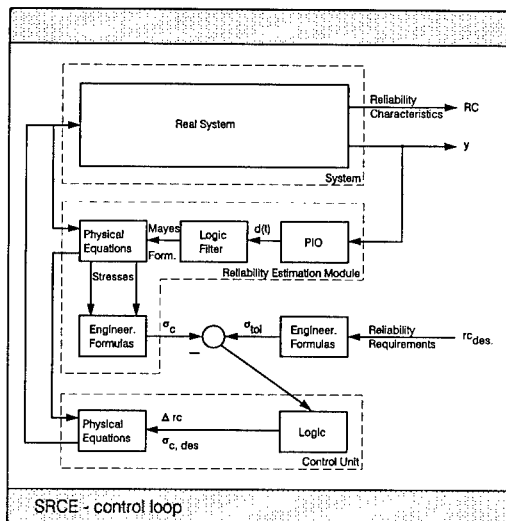 Real System
Reliability
Characteristics
RC
y
System
Physical
Equations
Mayes
Form.
Logic
Filter
d(t)
PIO
Reliability Estimation Module
Stresses
Engineer.
Formulas
σc
−
σtol
Engineer.
Formulas
Reliability
Requirements
rcdes.
Physical
Equations
Δ rc
σc, des
Logic
Control Unit
SRCE - control loop